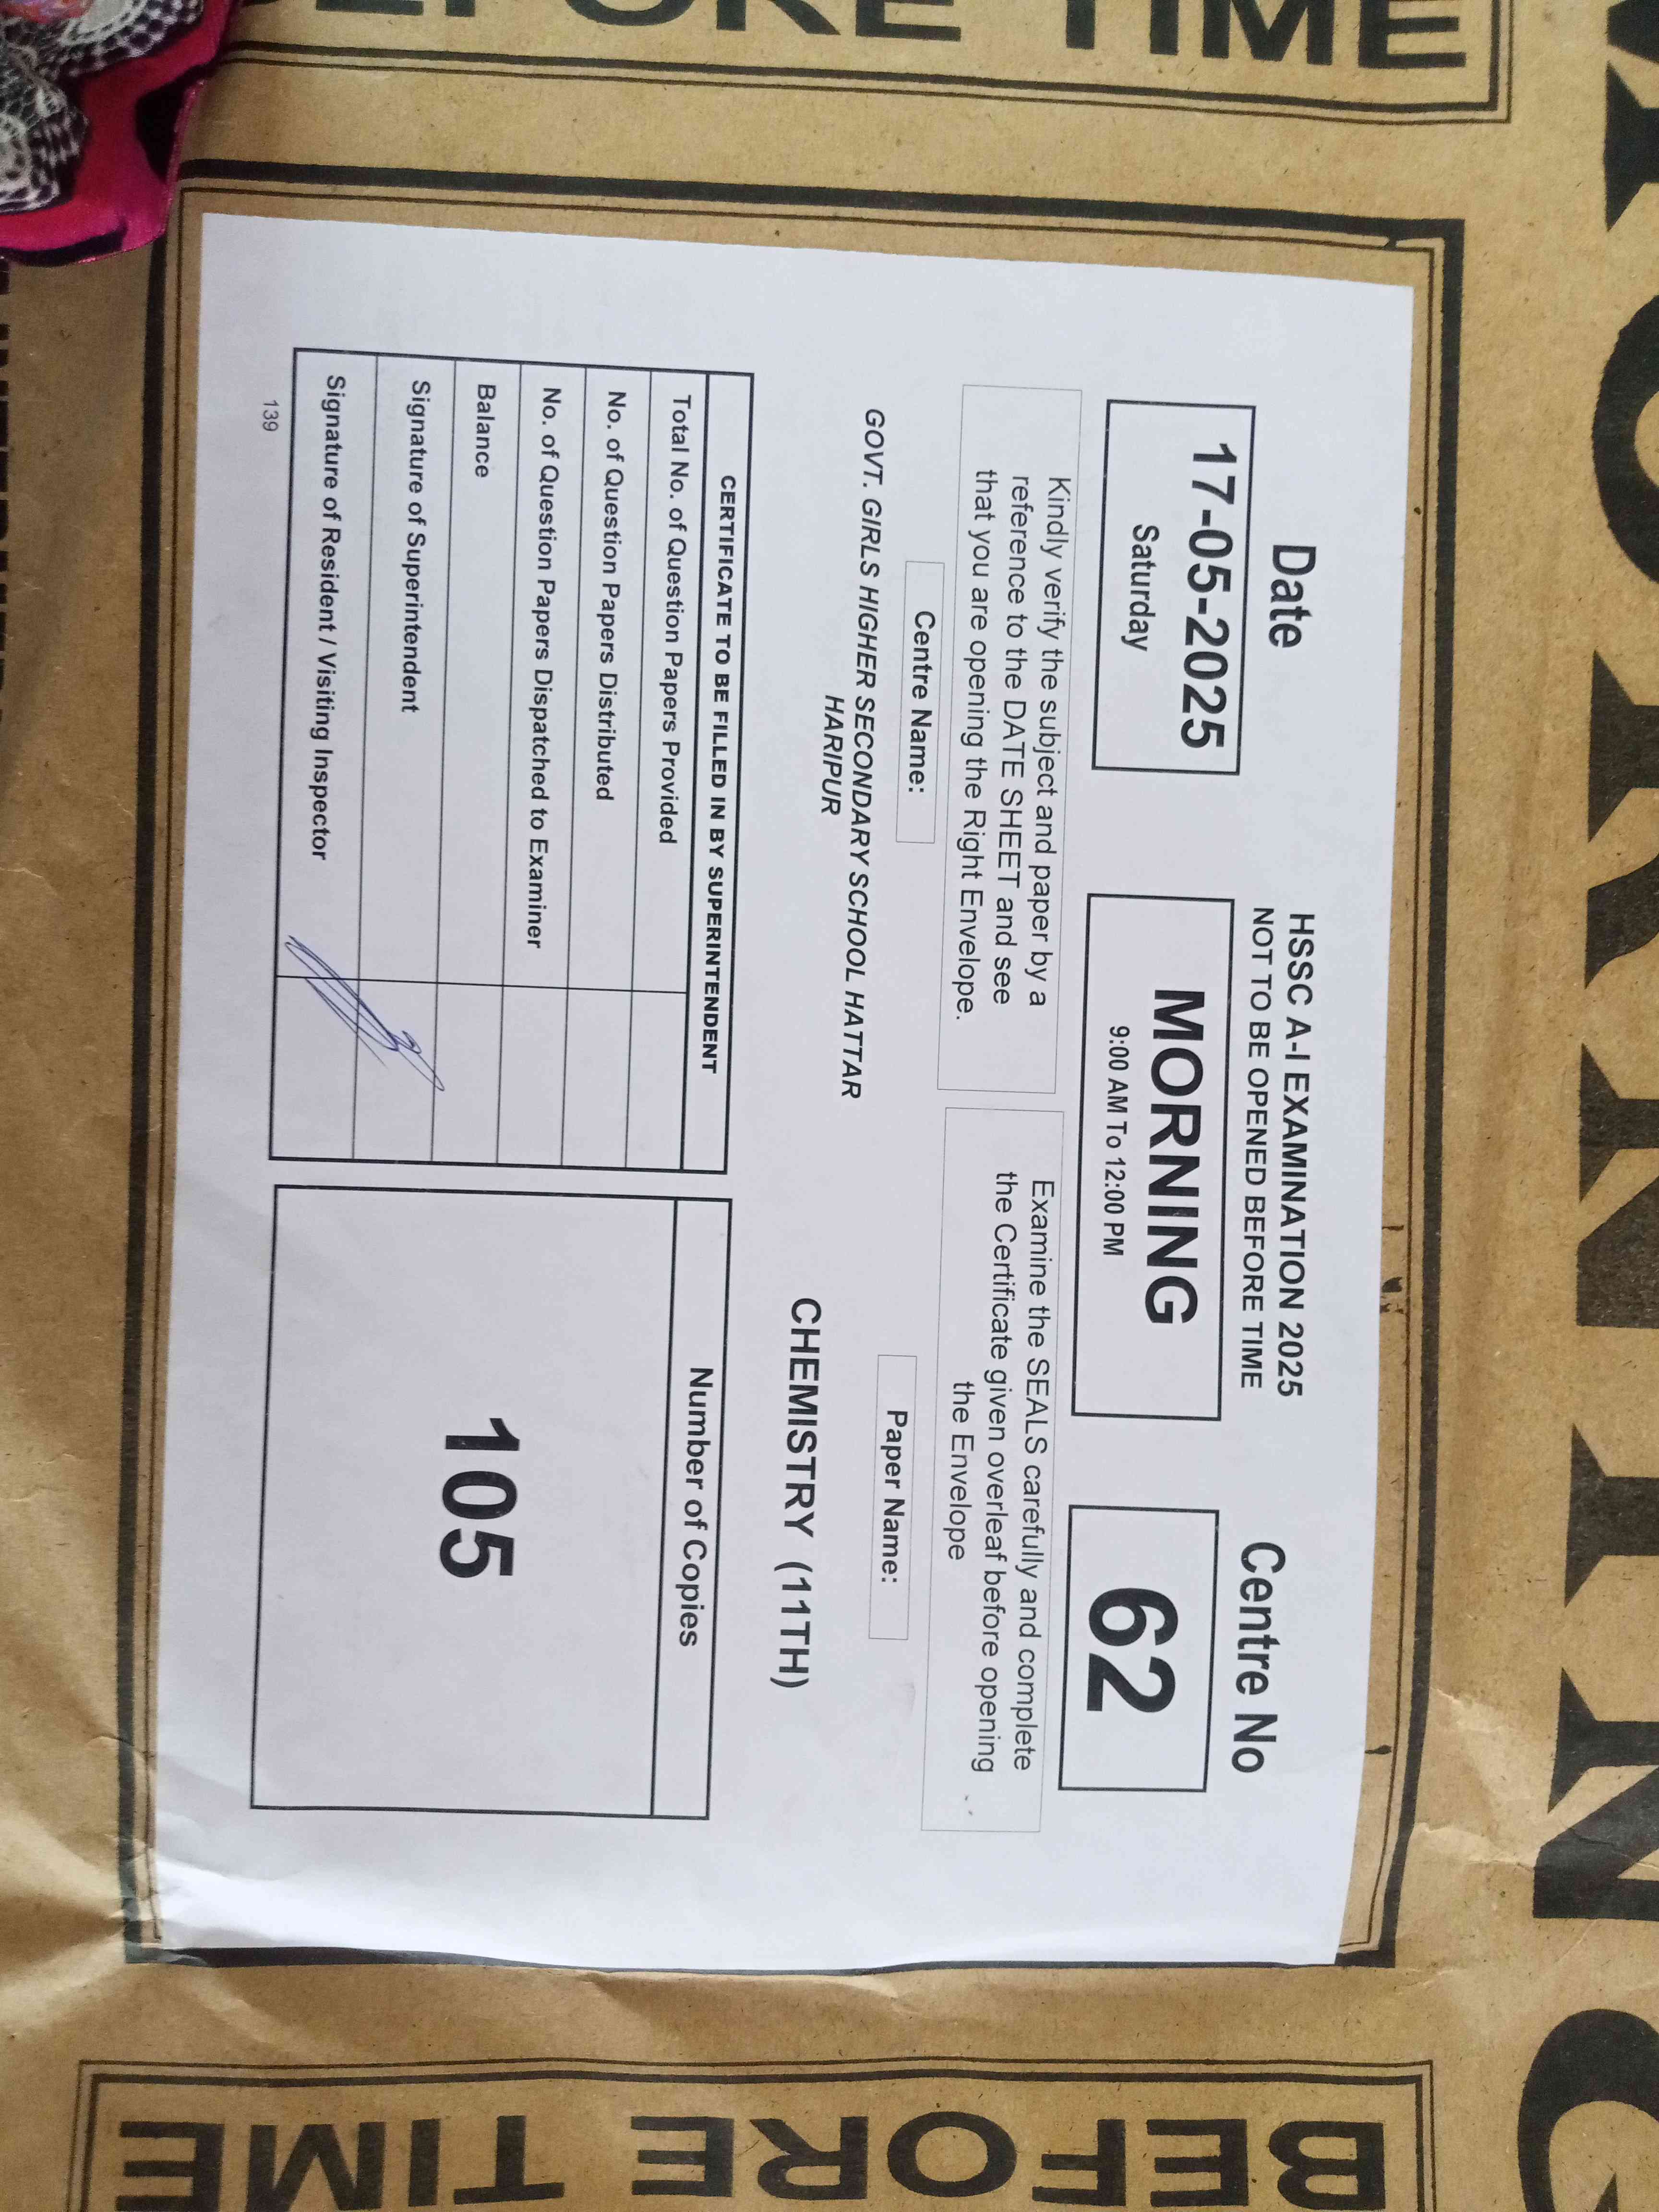 BEFORE TIME
MORNING
Date
17-05-2025
Saturday
HSSC A-I EXAMINATION 2025
NOT TO BE OPENED BEFORE TIME
MORNING
9:00 AM To 12:00 PM
Centre No
62
Kindly verify the subject and paper by a
reference to the DATE SHEET and see
that you are opening the Right Envelope.
Examine the SEALS carefully and complete
the Certificate given overleaf before opening
the Envelope
Centre Name:
GOVT. GIRLS HIGHER SECONDARY SCHOOL HATTAR
HARIPUR
Paper Name:
CHEMISTRY (11TH)
CERTIFICATE TO BE FILLED IN BY SUPERINTENDENT
Total No. of Question Papers Provided
No. of Question Papers Distributed
No. of Question Papers Dispatched to Examiner
Balance
Signature of Superintendent
Signature of Resident / Visiting Inspector
Number of Copies
105
139
BEFORE
TIME